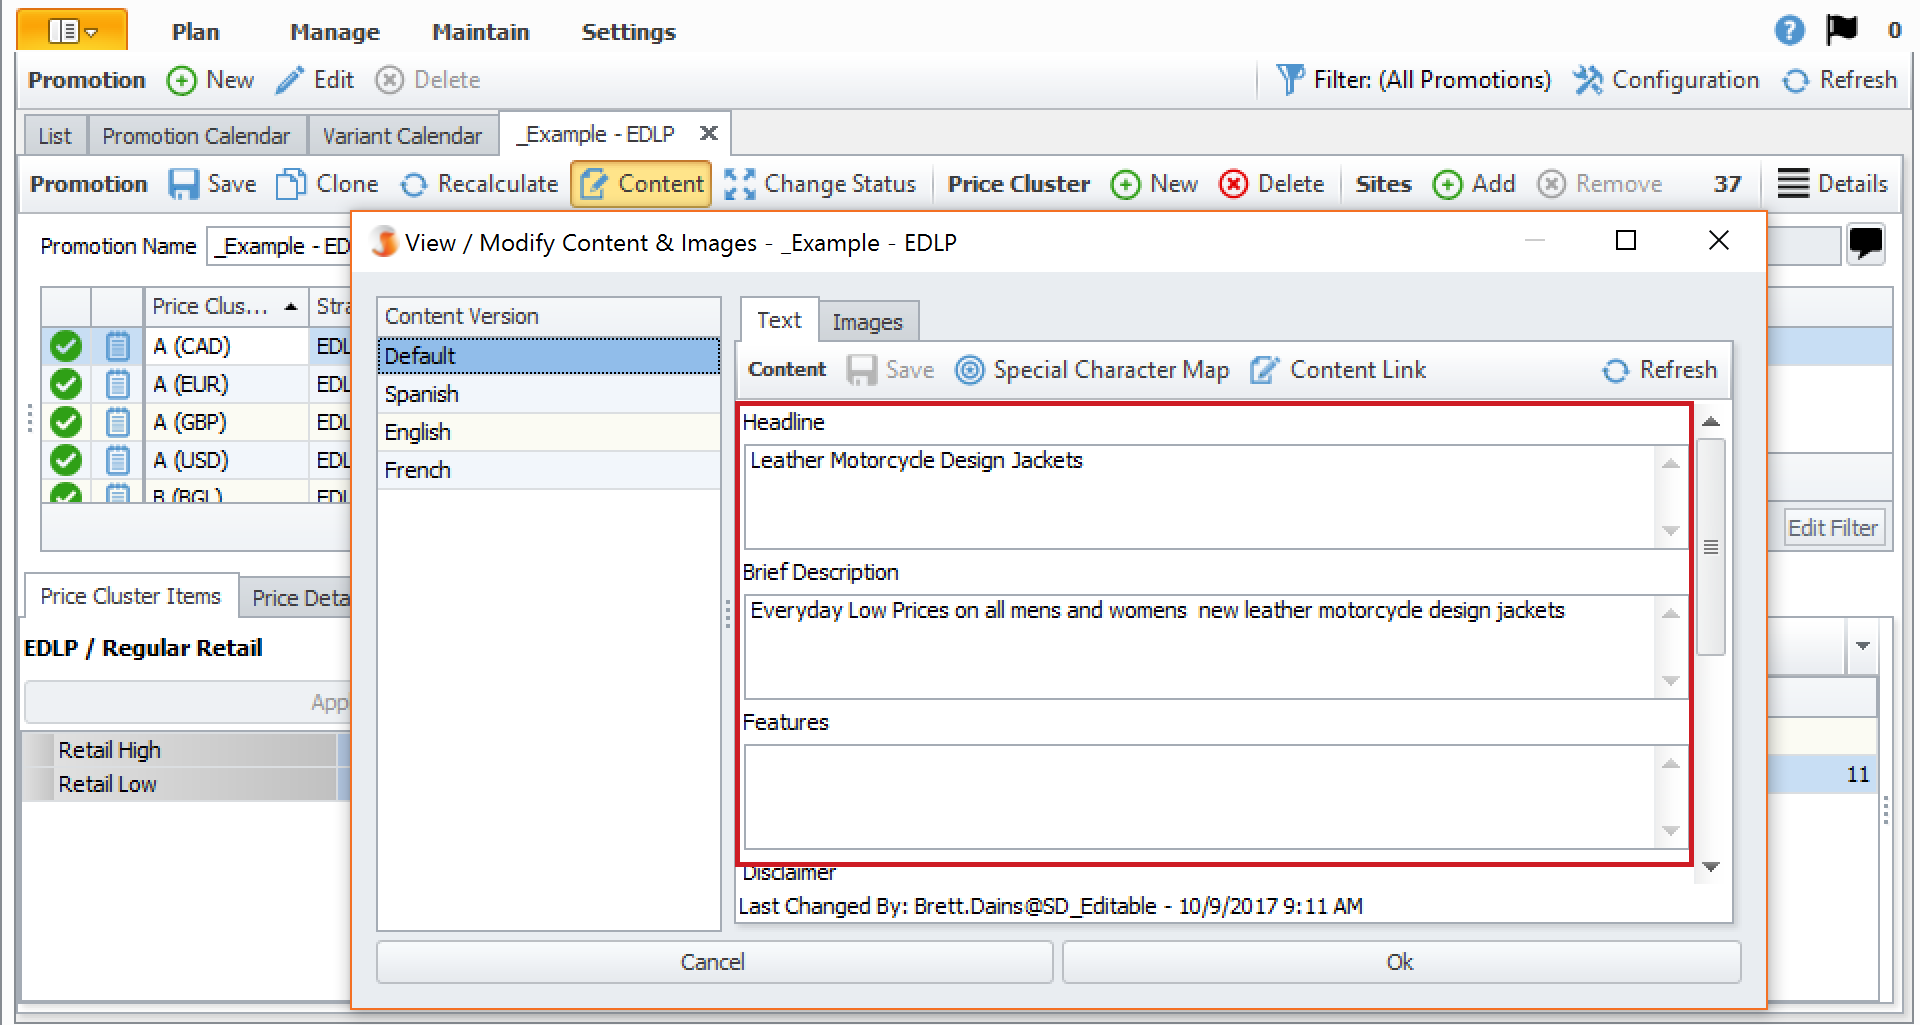 Plan Manage Maintain Settings ? 0
Promotion New Edit Delete Filter: (All Promotions) Configuration Refresh
List Promotion Calendar Variant Calendar _Example - EDLP
Promotion Save Clone Recalculate Content Change Status Price Cluster New Delete Sites Add Remove 37 Details
Promotion Name _Example - ED
View / Modify Content & Images - _Example - EDLP
Price Clus... Stra
A (CAD) EDL
A (EUR) EDL
A (GBP) EDL
A (USD) EDL
B (BGL) EDL
Edit Filter
Price Cluster Items Price Deta
EDLP / Regular Retail
App
Retail High
Retail Low
11
Content Version
Default
Spanish
English
French
Text Images
Content Save Special Character Map Content Link Refresh
Headline
Leather Motorcycle Design Jackets
Brief Description
Everyday Low Prices on all mens and womens  new leather motorcycle design jackets
Features
Disclaimer
Last Changed By: Brett.Dains@SD_Editable - 10/9/2017 9:11 AM
Cancel Ok